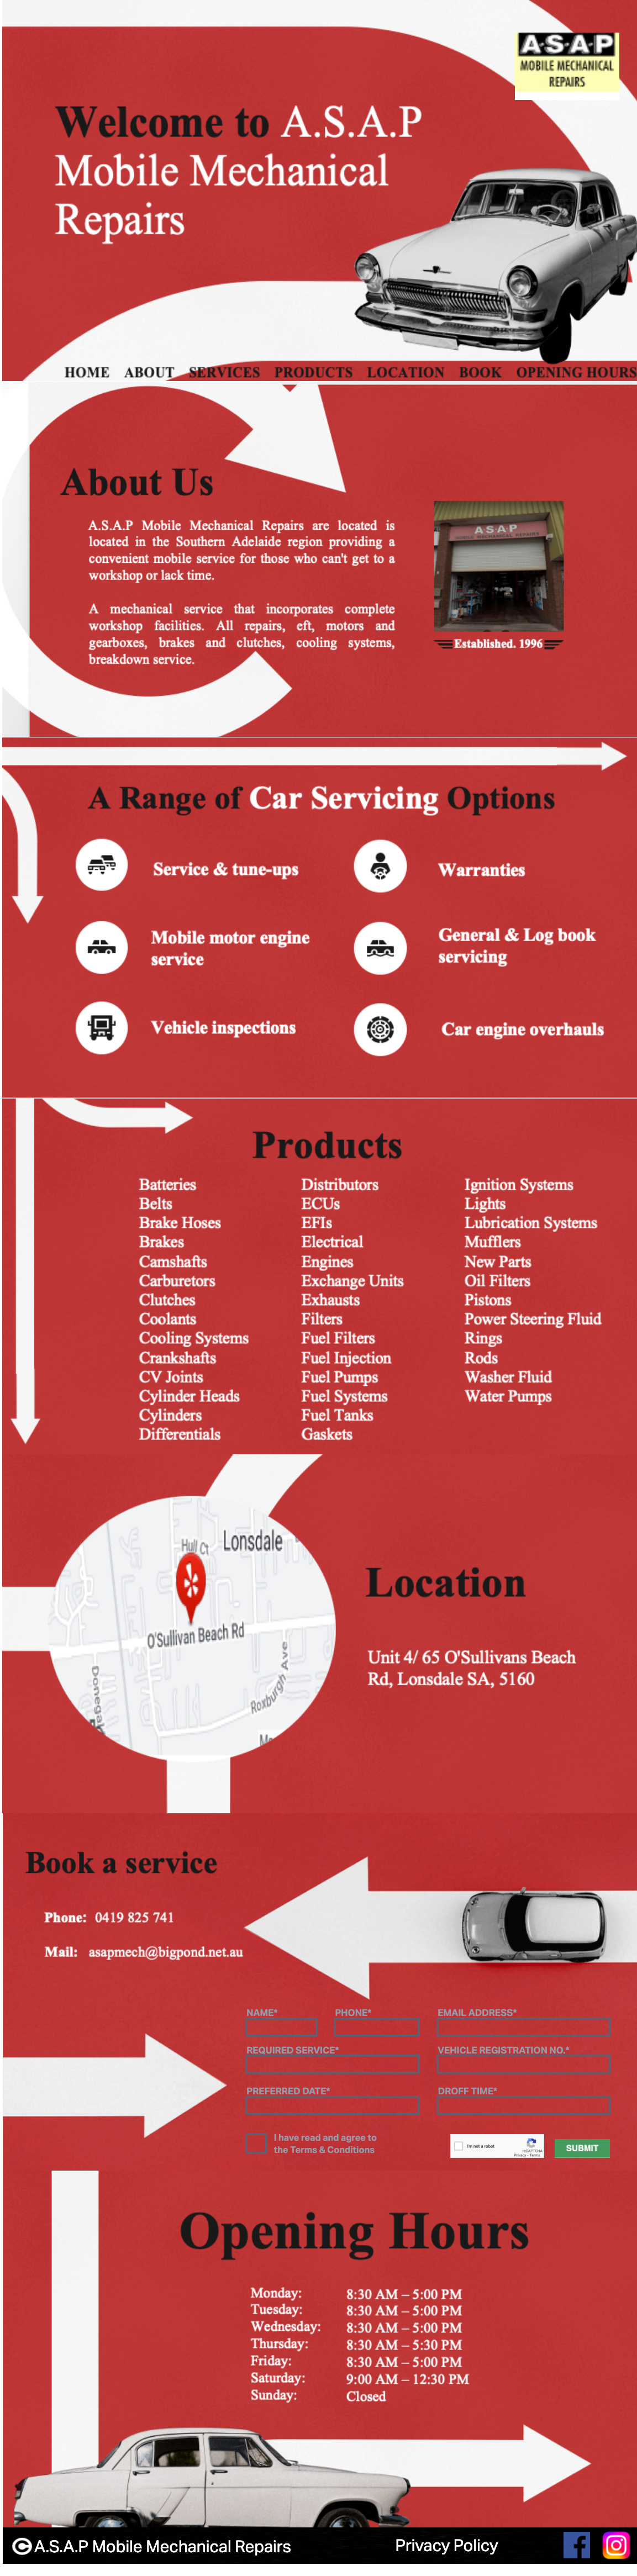 A·S·A·P
MOBILE MECHANICAL
REPAIRS
Welcome to A.S.A.P
Mobile Mechanical
Repairs
HOME ABOUT SERVICES PRODUCTS LOCATION BOOK OPENING HOURS
About Us
A.S.A.P Mobile Mechanical Repairs are located is
located in the Southern Adelaide region providing a
convenient mobile service for those who can't get to a
workshop or lack time.
A mechanical service that incorporates complete
workshop facilities. All repairs, eft, motors and
gearboxes, brakes and clutches, cooling systems,
breakdown service.
ASAP
MOBILE MECHANICAL REPAIRS
Established. 1996
A Range of Car Servicing Options
Service & tune-ups
Warranties
Mobile motor engine
service
General & Log book
servicing
Vehicle inspections
Car engine overhauls
Products
Batteries
Belts
Brake Hoses
Brakes
Camshafts
Carburetors
Clutches
Coolants
Cooling Systems
Crankshafts
CV Joints
Cylinder Heads
Cylinders
Differentials
Distributors
ECUs
EFIs
Electrical
Engines
Exchange Units
Exhausts
Filters
Fuel Filters
Fuel Injection
Fuel Pumps
Fuel Systems
Fuel Tanks
Gaskets
Ignition Systems
Lights
Lubrication Systems
Mufflers
New Parts
Oil Filters
Pistons
Power Steering Fluid
Rings
Rods
Washer Fluid
Water Pumps
Hull Ct
Lonsdale
O'Sullivan Beach Rd
Roxburgh Ave
Location
Unit 4/ 65 O'Sullivans Beach
Rd, Lonsdale SA, 5160
Book a service
Phone: 0419 825 741
Mail: asapmech@bigpond.net.au
NAME* PHONE* EMAIL ADDRESS*
REQUIRED SERVICE* VEHICLE REGISTRATION NO.*
PREFERRED DATE* DROFF TIME*
I have read and agree to
the Terms & Conditions
I'm not a robot
reCAPTCHA
Privacy - Terms
SUBMIT
Opening Hours
Monday: 8:30 AM – 5:00 PM
Tuesday: 8:30 AM – 5:00 PM
Wednesday: 8:30 AM – 5:00 PM
Thursday: 8:30 AM – 5:30 PM
Friday: 8:30 AM – 5:00 PM
Saturday: 9:00 AM – 12:30 PM
Sunday: Closed
© A.S.A.P Mobile Mechanical Repairs Privacy Policy